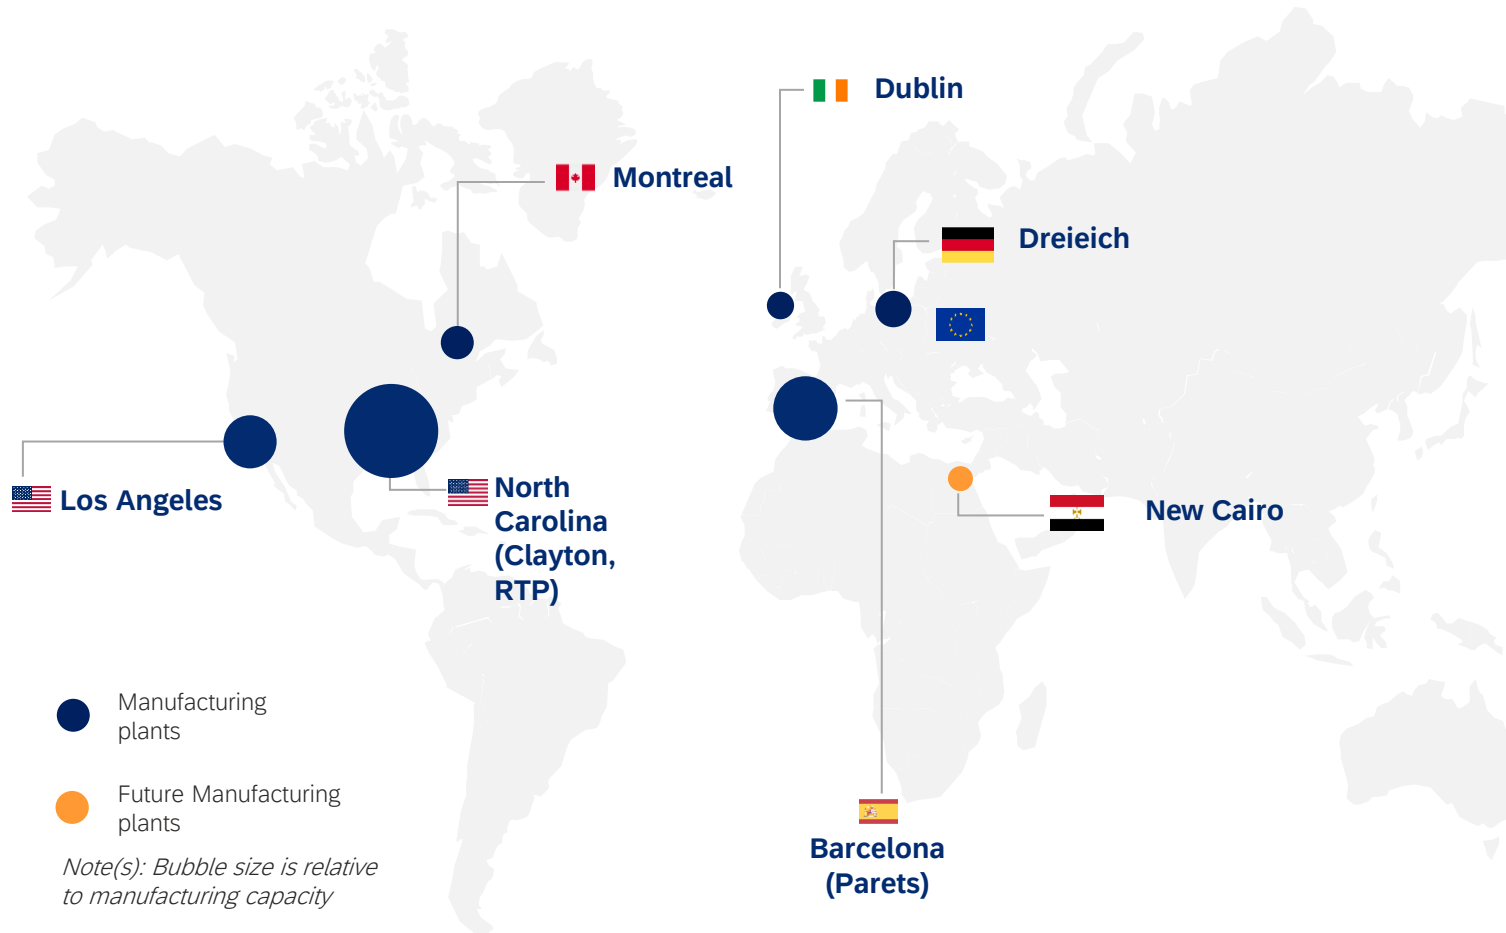 Dublin
Montreal
Dreieich
Los Angeles
North
Carolina
(Clayton,
RTP)
New Cairo
Manufacturing
plants
Future Manufacturing
plants
Note(s): Bubble size is relative
to manufacturing capacity
Barcelona
(Parets)